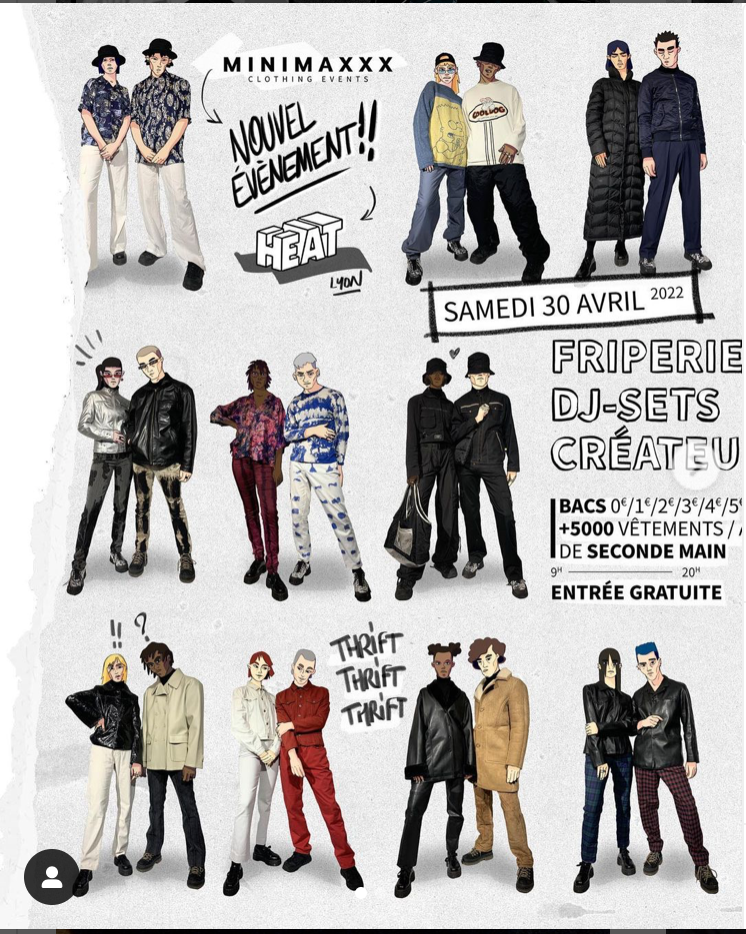 MINIMAXXX
CLOTHING EVENTS
NOUVEL
ÉVÈNEMENT!!
HEAT
LYON
SAMEDI 30 AVRIL 2022
FRIPERIE
DJ-SETS
CRÉATEU
BACS 0€/1€/2€/3€/4€/5€
+5000 VÊTEMENTS /
DE SECONDE MAIN
9H 20H
ENTRÉE GRATUITE
!! ?
THRIFT
THRIFT
THRIFT